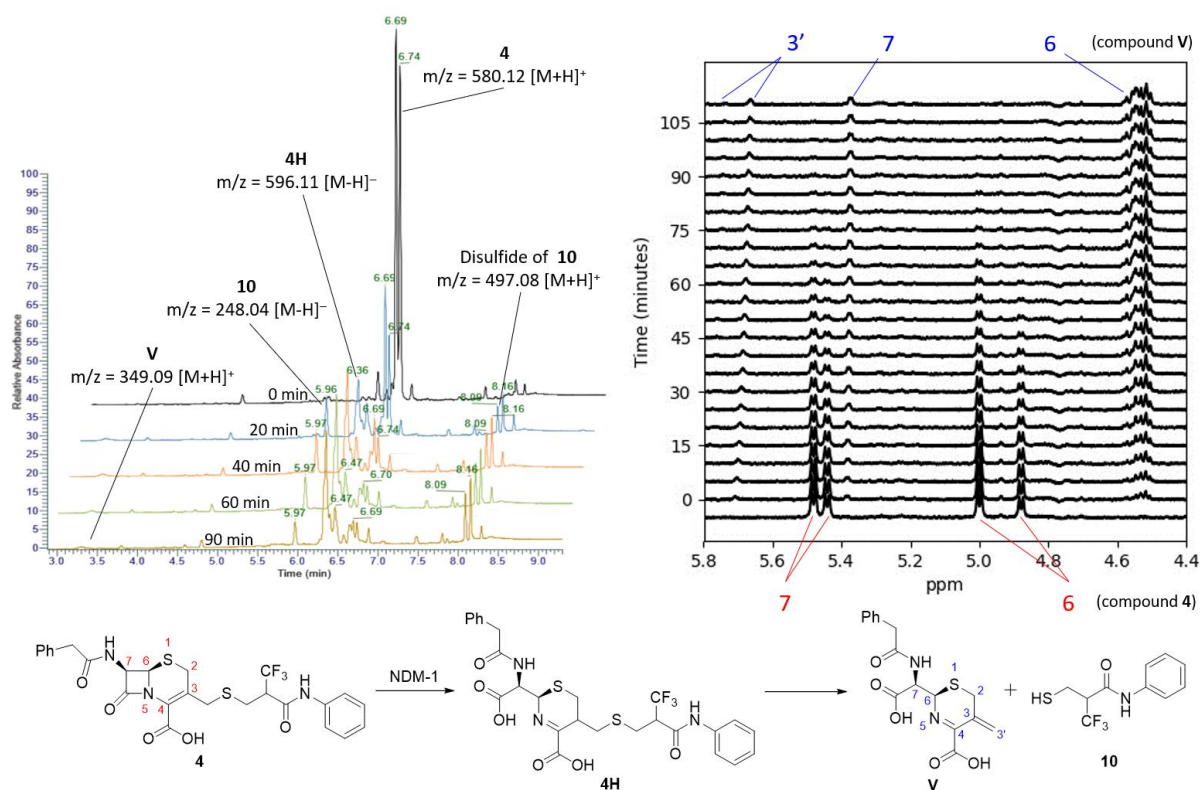 6.69
6.74
4
m/z = 580.12 [M+H]⁺
4H
m/z = 596.11 [M-H]⁻
Disulfide of 10
m/z = 497.08 [M+H]⁺
10
m/z = 248.04 [M-H]⁻
V
m/z = 349.09 [M+H]⁺
Relative Absorbance
100
95
90
85
80
75
70
65
60
55
50
45
40
35
30
25
20
15
10
5
0
6.69
6.74
0 min
6.36
8.09
8.16
20 min
5.96
6.69
6.74
8.16
40 min
5.97
6.47
6.70
8.09
60 min
5.97
6.47
6.69
8.09
8.16
90 min
3.0 3.5 4.0 4.5 5.0 5.5 6.0 6.5 7.0 7.5 8.0 8.5 9.0
Time (min)
3' 7 6 (compound V)
Time (minutes)
105
90
75
60
45
30
15
0
5.8 5.6 5.4 5.2 5.0 4.8 4.6 4.4
ppm
7 6 (compound 4)
Ph
H
N
O
7
6
S
1
2
3
8
O
N
5
4
O
OH
S
CF₃
H
N
O
4
NDM-1
Ph
O
NH
S
O
OH
N
O
OH
S
CF₃
H
N
O
4H
Ph
O
NH
1
S
7
6
2
O
OH
N
5
3
4
3'
O
OH
V
+
HS
O
N
H
CF₃
10